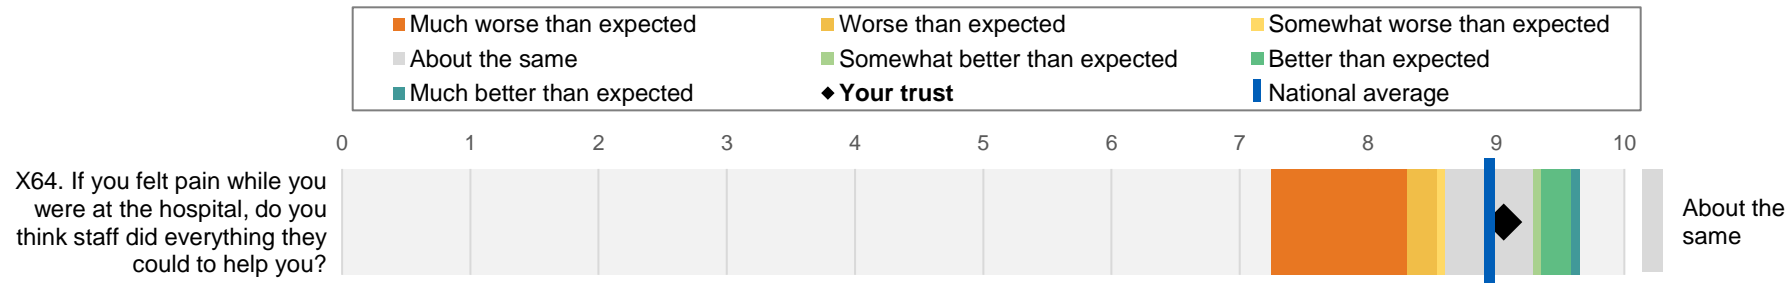 Much worse than expected
Worse than expected
Somewhat worse than expected
About the same
Somewhat better than expected
Better than expected
Much better than expected
Your trust
National average
0 1 2 3 4 5 6 7 8 9 10
X64. If you felt pain while you
were at the hospital, do you
think staff did everything they
could to help you?
About the
same